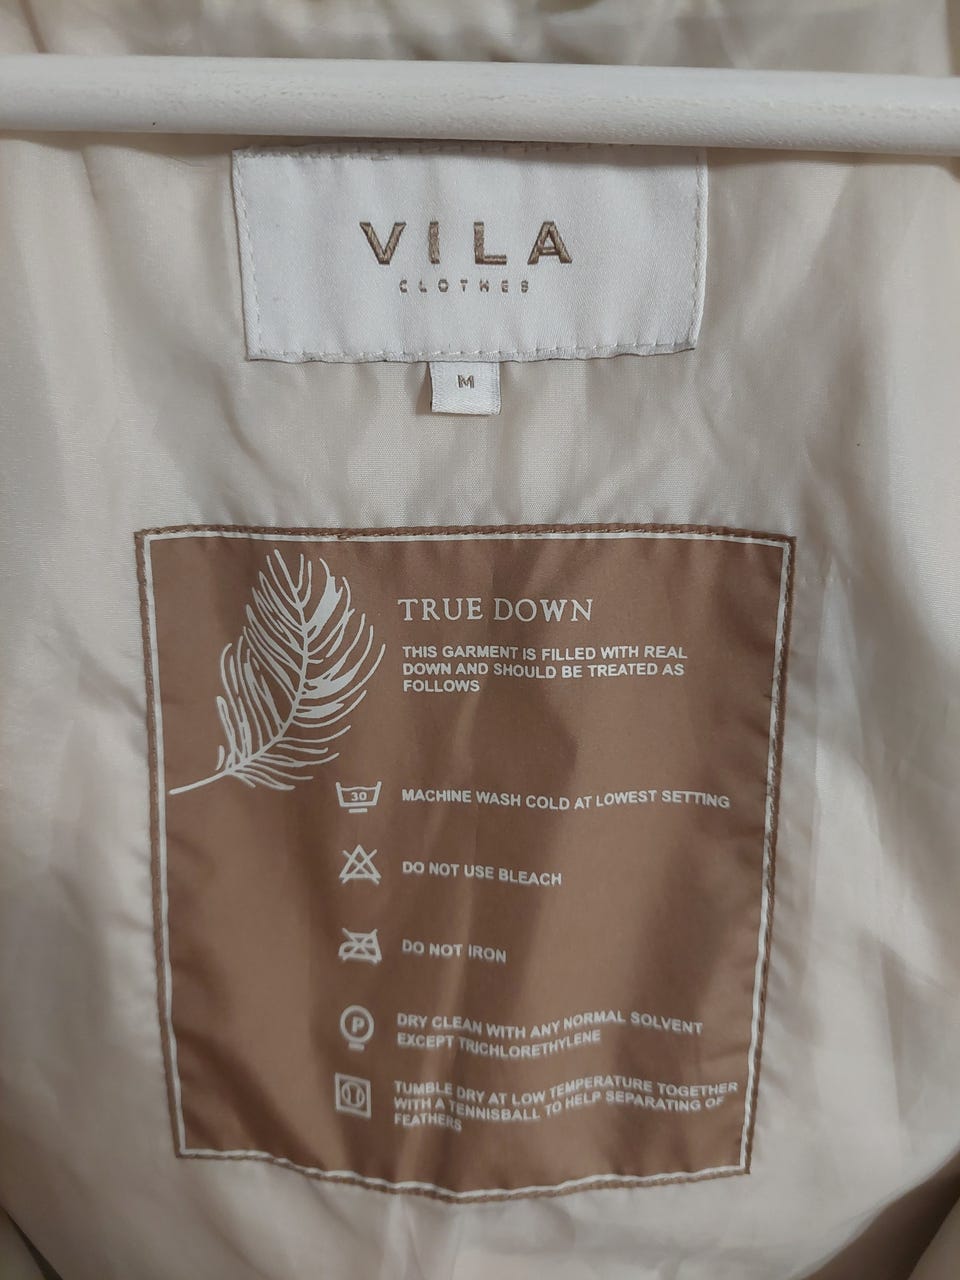 VILA
CLOTHES
M
TRUE DOWN
THIS GARMENT IS FILLED WITH REAL
DOWN AND SHOULD BE TREATED AS
FOLLOWS
30 MACHINE WASH COLD AT LOWEST SETTING
DO NOT USE BLEACH
DO NOT IRON
P DRY CLEAN WITH ANY NORMAL SOLVENT
EXCEPT TRICHLORETHYLENE
TUMBLE DRY AT LOW TEMPERATURE TOGETHER
WITH A TENNISBALL TO HELP SEPARATING OF
FEATHERS